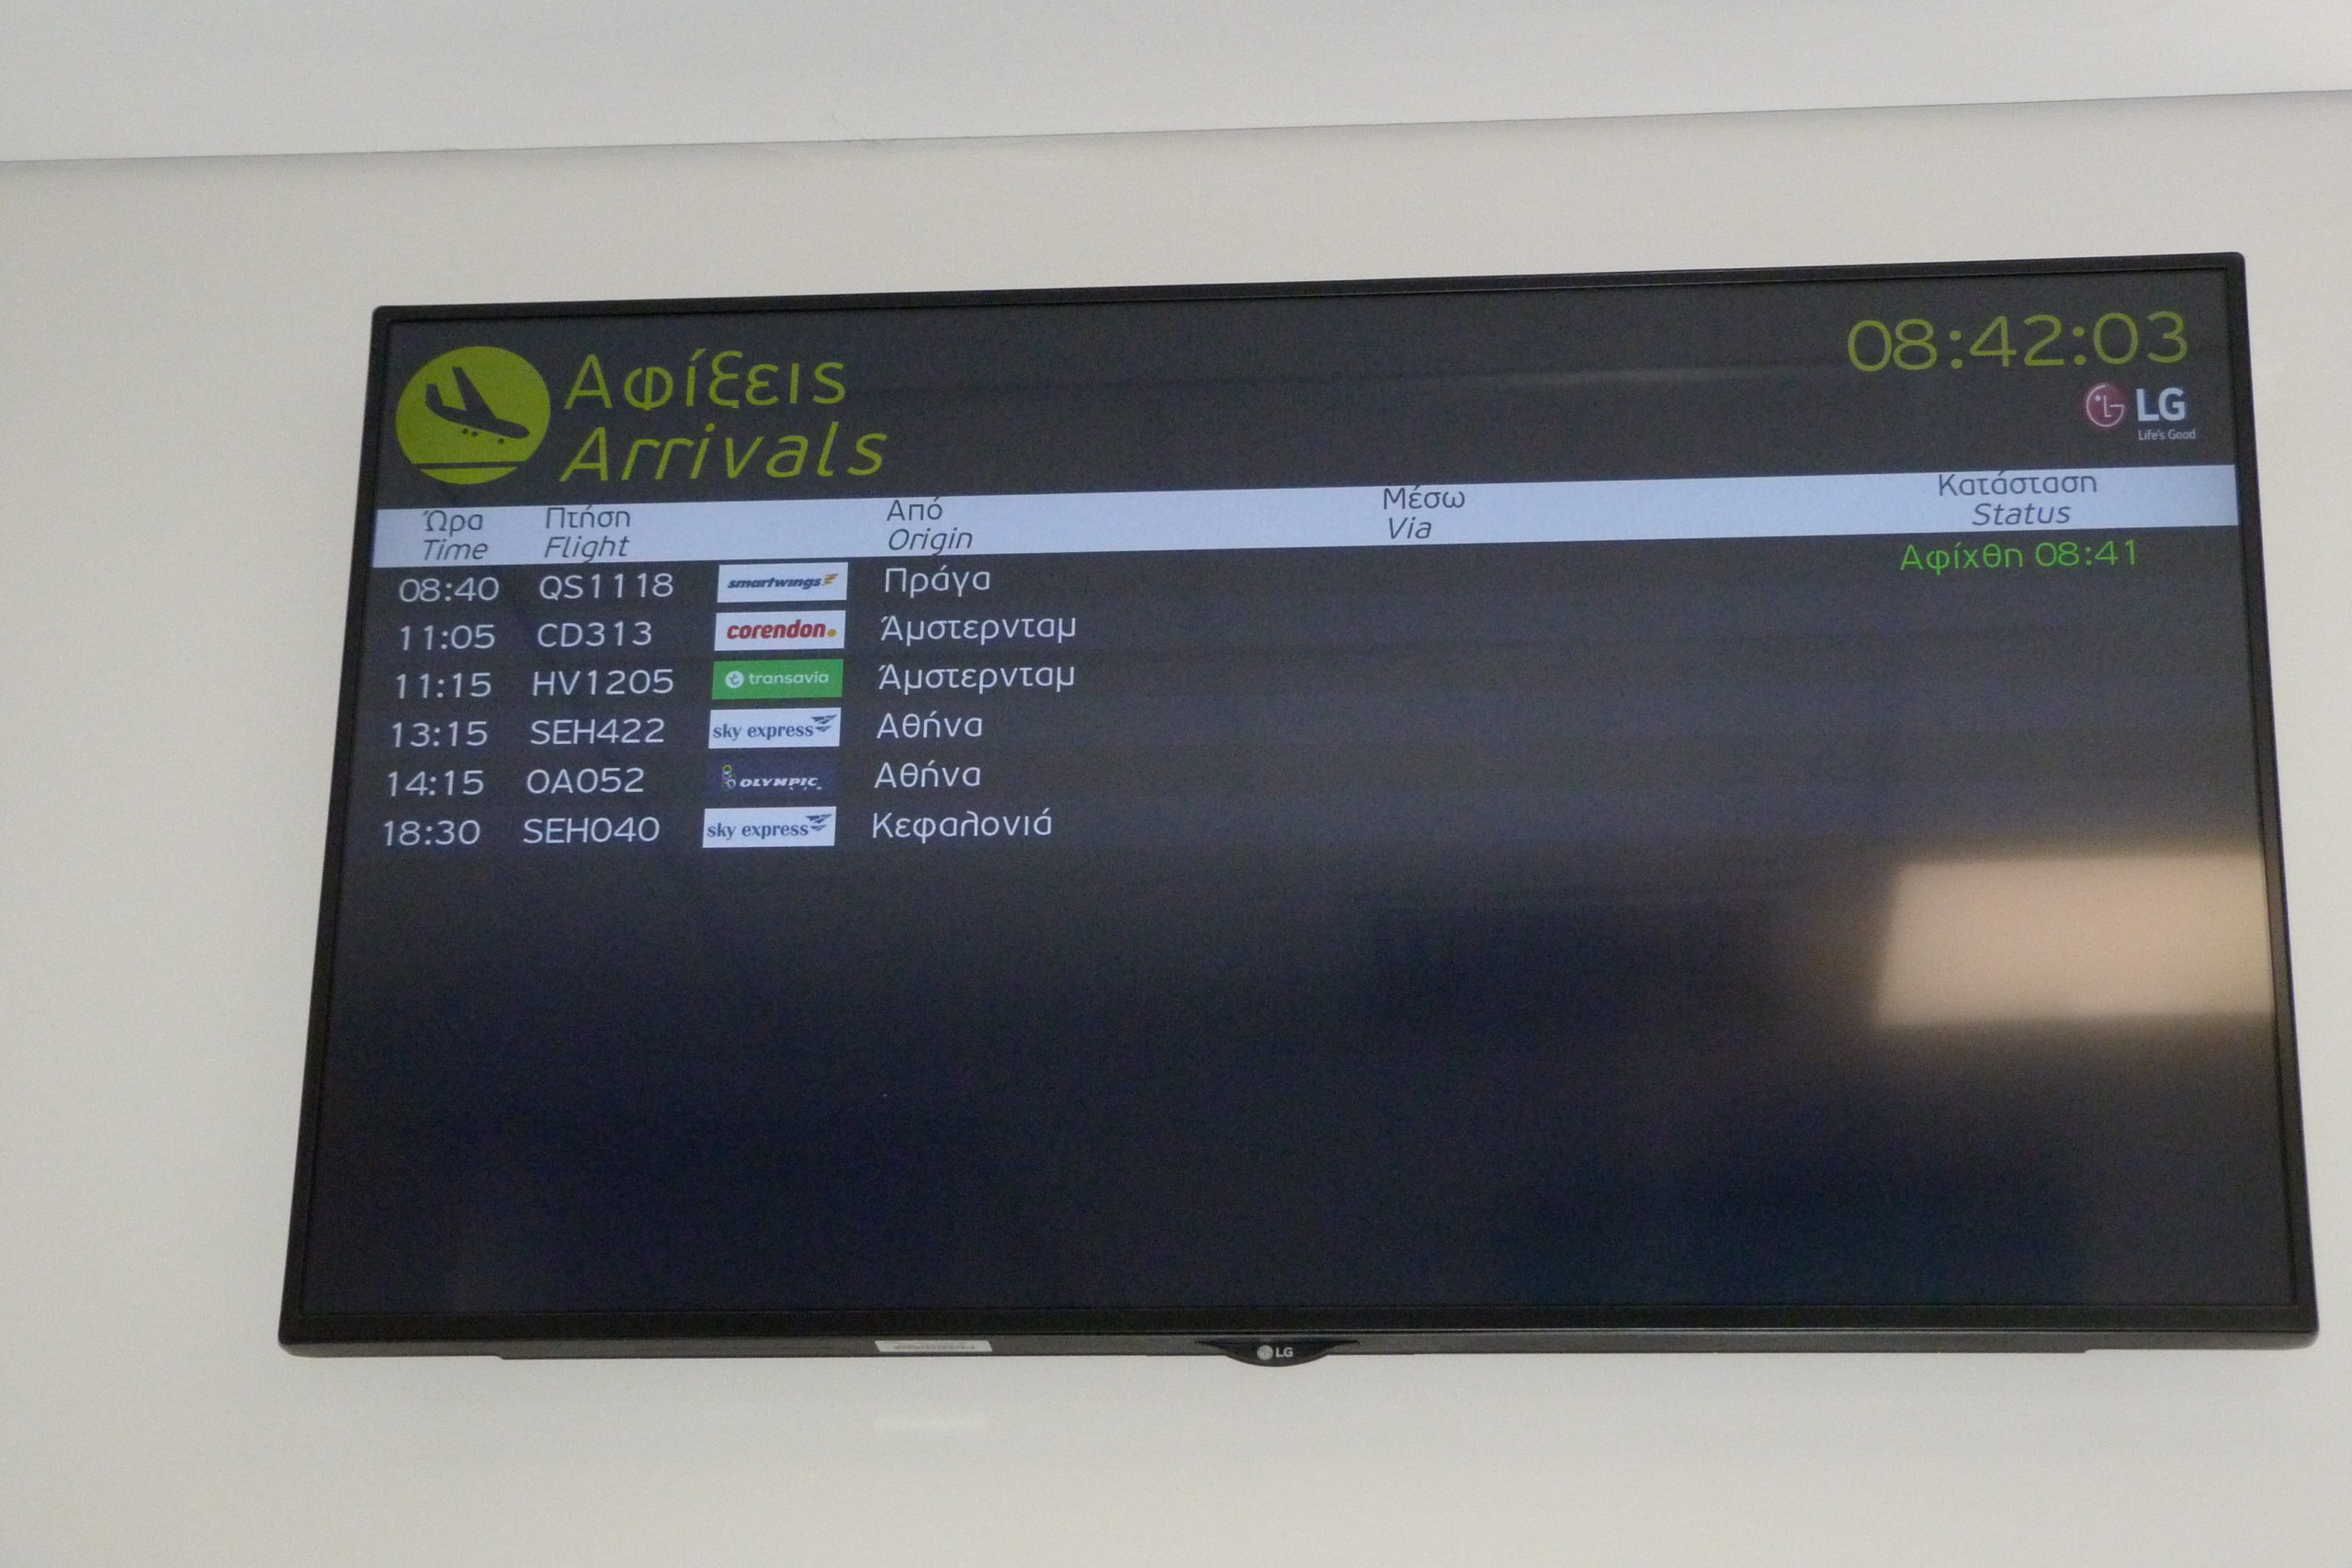 08:42:03
Αφίξεις
Arrivals
LG
Life's Good
Ώρα Πτήση Από Μέσω Κατάσταση
Time Flight Origin Via Status
08:40 QS1118 smartwings Πράγα Αφίχθη 08:41
11:05 CD313 corendon Άμστερνταμ
11:15 HV1205 transavia Άμστερνταμ
13:15 SEH422 sky express Αθήνα
14:15 OA052 OLYMPIC Αθήνα
18:30 SEH040 sky express Κεφαλονιά
LG